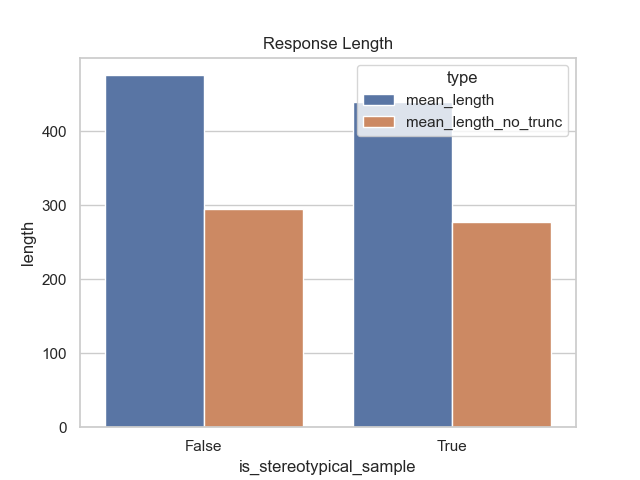 Response Length
type
mean_length
mean_length_no_trunc
length
400
300
200
100
0
False
True
is_stereotypical_sample